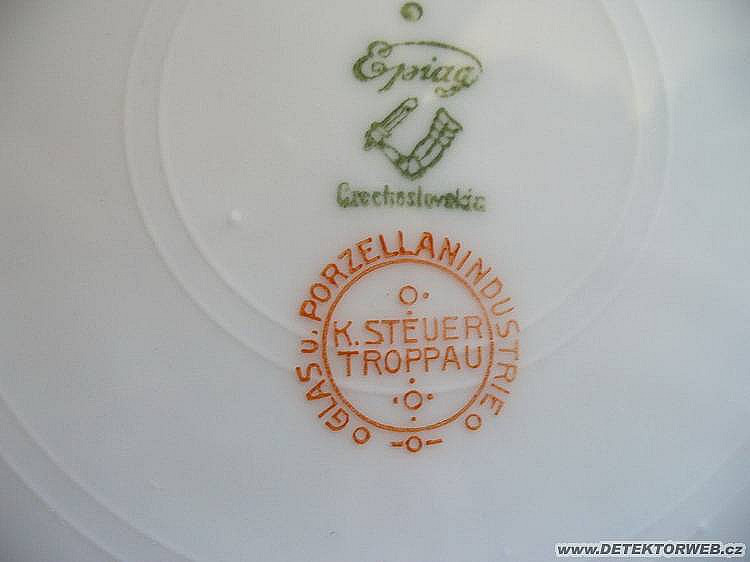 Epiag
Czechoslovakia
GLAS U. PORZELLANINDUSTRIE
K. STEUER
TROPPAU
www.DETEKTORWEB.cz